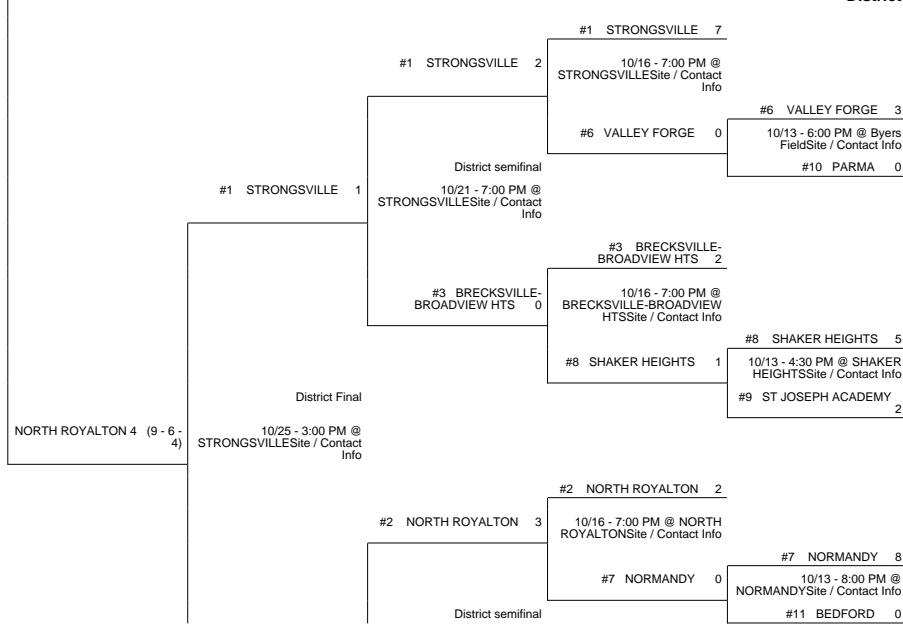 District
#1 STRONGSVILLE 7
#1 STRONGSVILLE 2
10/16 - 7:00 PM @
STRONGSVILLESite / Contact
Info
#6 VALLEY FORGE 3
#6 VALLEY FORGE 0
10/13 - 6:00 PM @ Byers
FieldSite / Contact Info
District semifinal
#10 PARMA 0
#1 STRONGSVILLE 1
10/21 - 7:00 PM @
STRONGSVILLESite / Contact
Info
#3 BRECKSVILLE-
BROADVIEW HTS 2
#3 BRECKSVILLE-
BROADVIEW HTS 0
10/16 - 7:00 PM @
BRECKSVILLE-BROADVIEW
HTSSite / Contact Info
#8 SHAKER HEIGHTS 5
#8 SHAKER HEIGHTS 1
10/13 - 4:30 PM @ SHAKER
HEIGHTSSite / Contact Info
#9 ST JOSEPH ACADEMY
2
District Final
NORTH ROYALTON 4 (9 - 6 -
4)
10/25 - 3:00 PM @
STRONGSVILLESite / Contact
Info
#2 NORTH ROYALTON 2
#2 NORTH ROYALTON 3
10/16 - 7:00 PM @ NORTH
ROYALTONSite / Contact Info
#7 NORMANDY 8
#7 NORMANDY 0
10/13 - 8:00 PM @
NORMANDYSite / Contact Info
District semifinal
#11 BEDFORD 0